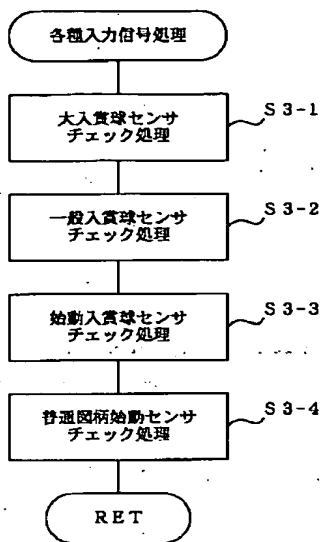 各種入力信号処理
大入賞球センサ
チェック処理
S3-1
一般入賞球センサ
チェック処理
S3-2
始動入賞球センサ
チェック処理
S3-3
普通図柄始動センサ
チェック処理
S3-4
RET